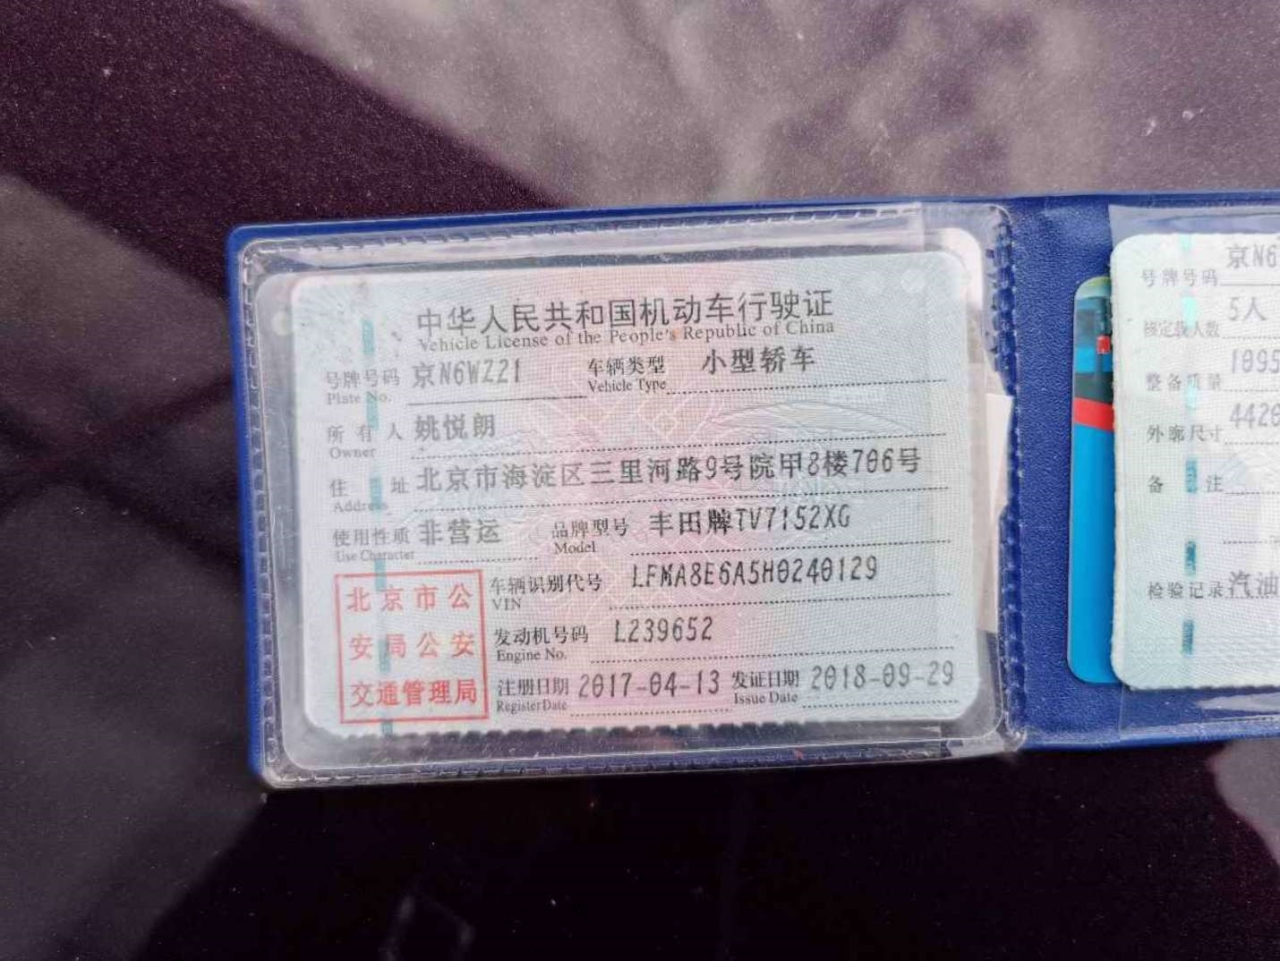 中华人民共和国机动车行驶证
Vehicle License of the People's Republic of China
号牌号码 京N6WZ21 车辆类型 小型轿车
Plate No. Vehicle Type
所有人 姚悦朗
Owner
住址 北京市海淀区三里河路9号院甲8楼706号
Address
使用性质 非营运 品牌型号 丰田牌TV7152XG
Use Character Model
车辆识别代号 LFMA8E6A5H0240129
VIN
发动机号码 L239652
Engine No.
注册日期 2017-04-13 发证日期 2018-09-29
Register Date Issue Date
北京市公
安局公安
交通管理局
号牌号码 京N6
核定载人数 5人
整备质量 1095
外廓尺寸 442
备注
检验记录 汽油